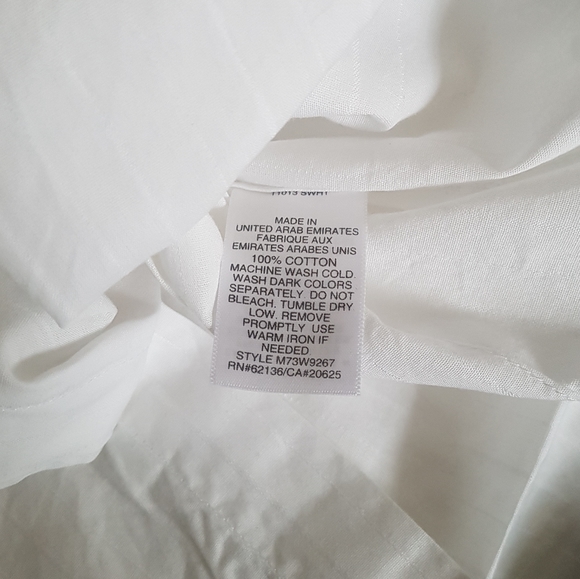 MADE IN
UNITED ARAB EMIRATES
FABRIQUE AUX
EMIRATES ARABES UNIS
100% COTTON
MACHINE WASH COLD.
WASH DARK COLORS
SEPARATELY. DO NOT
BLEACH. TUMBLE DRY
LOW. REMOVE
PROMPTLY. USE
WARM IRON IF
NEEDED
STYLE M73W9267
RN#62136/CA#20625